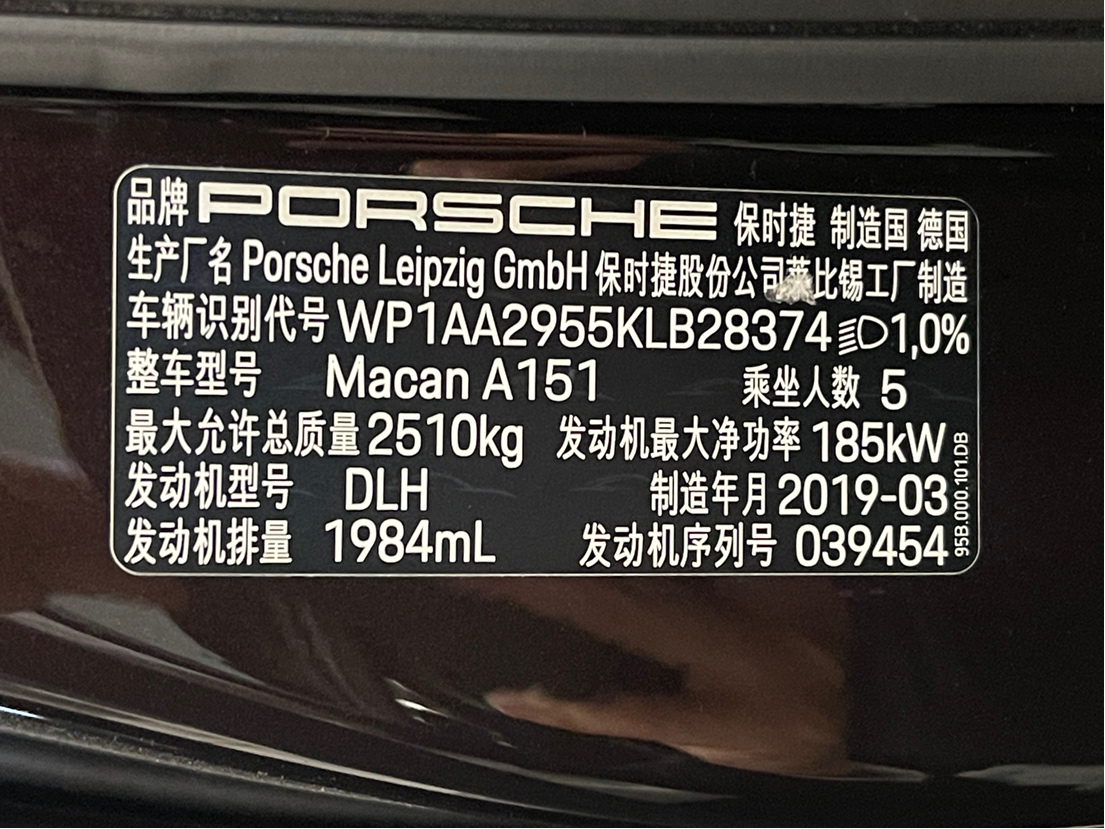 品牌 PORSCHE 保时捷 制造国 德国
生产厂名 Porsche Leipzig GmbH 保时捷股份公司莱比锡工厂制造
车辆识别代号 WP1AA2955KLB28374 1,0%
整车型号 Macan A151 乘坐人数 5
最大允许总质量 2510kg 发动机最大净功率 185kW
发动机型号 DLH 制造年月 2019-03
发动机排量 1984mL 发动机序列号 039454
95B.000.101.DB